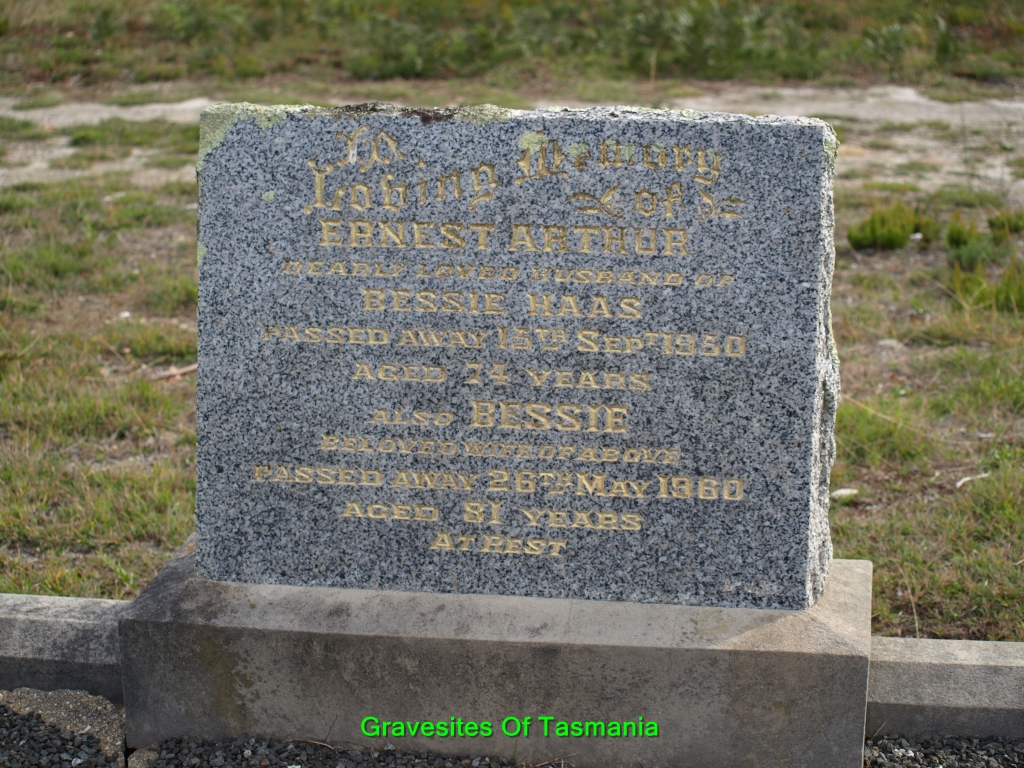 In
Loving Memory
of
ERNEST ARTHUR
DEARLY LOVED HUSBAND OF
BESSIE HAAS
PASSED AWAY 15TH SEPT 1950
AGED 74 YEARS
ALSO BESSIE
BELOVED WIFE OF ABOVE
PASSED AWAY 26TH MAY 1960
AGED 81 YEARS
AT REST
Gravesites Of Tasmania